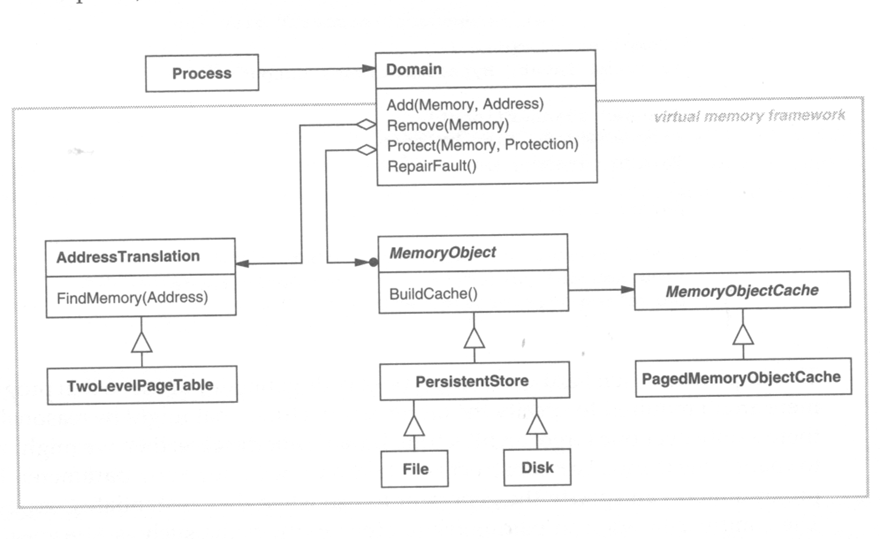 Process
Domain
Add(Memory, Address)
Remove(Memory)
Protect(Memory, Protection)
RepairFault()
virtual memory framework
AddressTranslation
FindMemory(Address)
TwoLevelPageTable
MemoryObject
BuildCache()
MemoryObjectCache
PersistentStore
PagedMemoryObjectCache
File
Disk